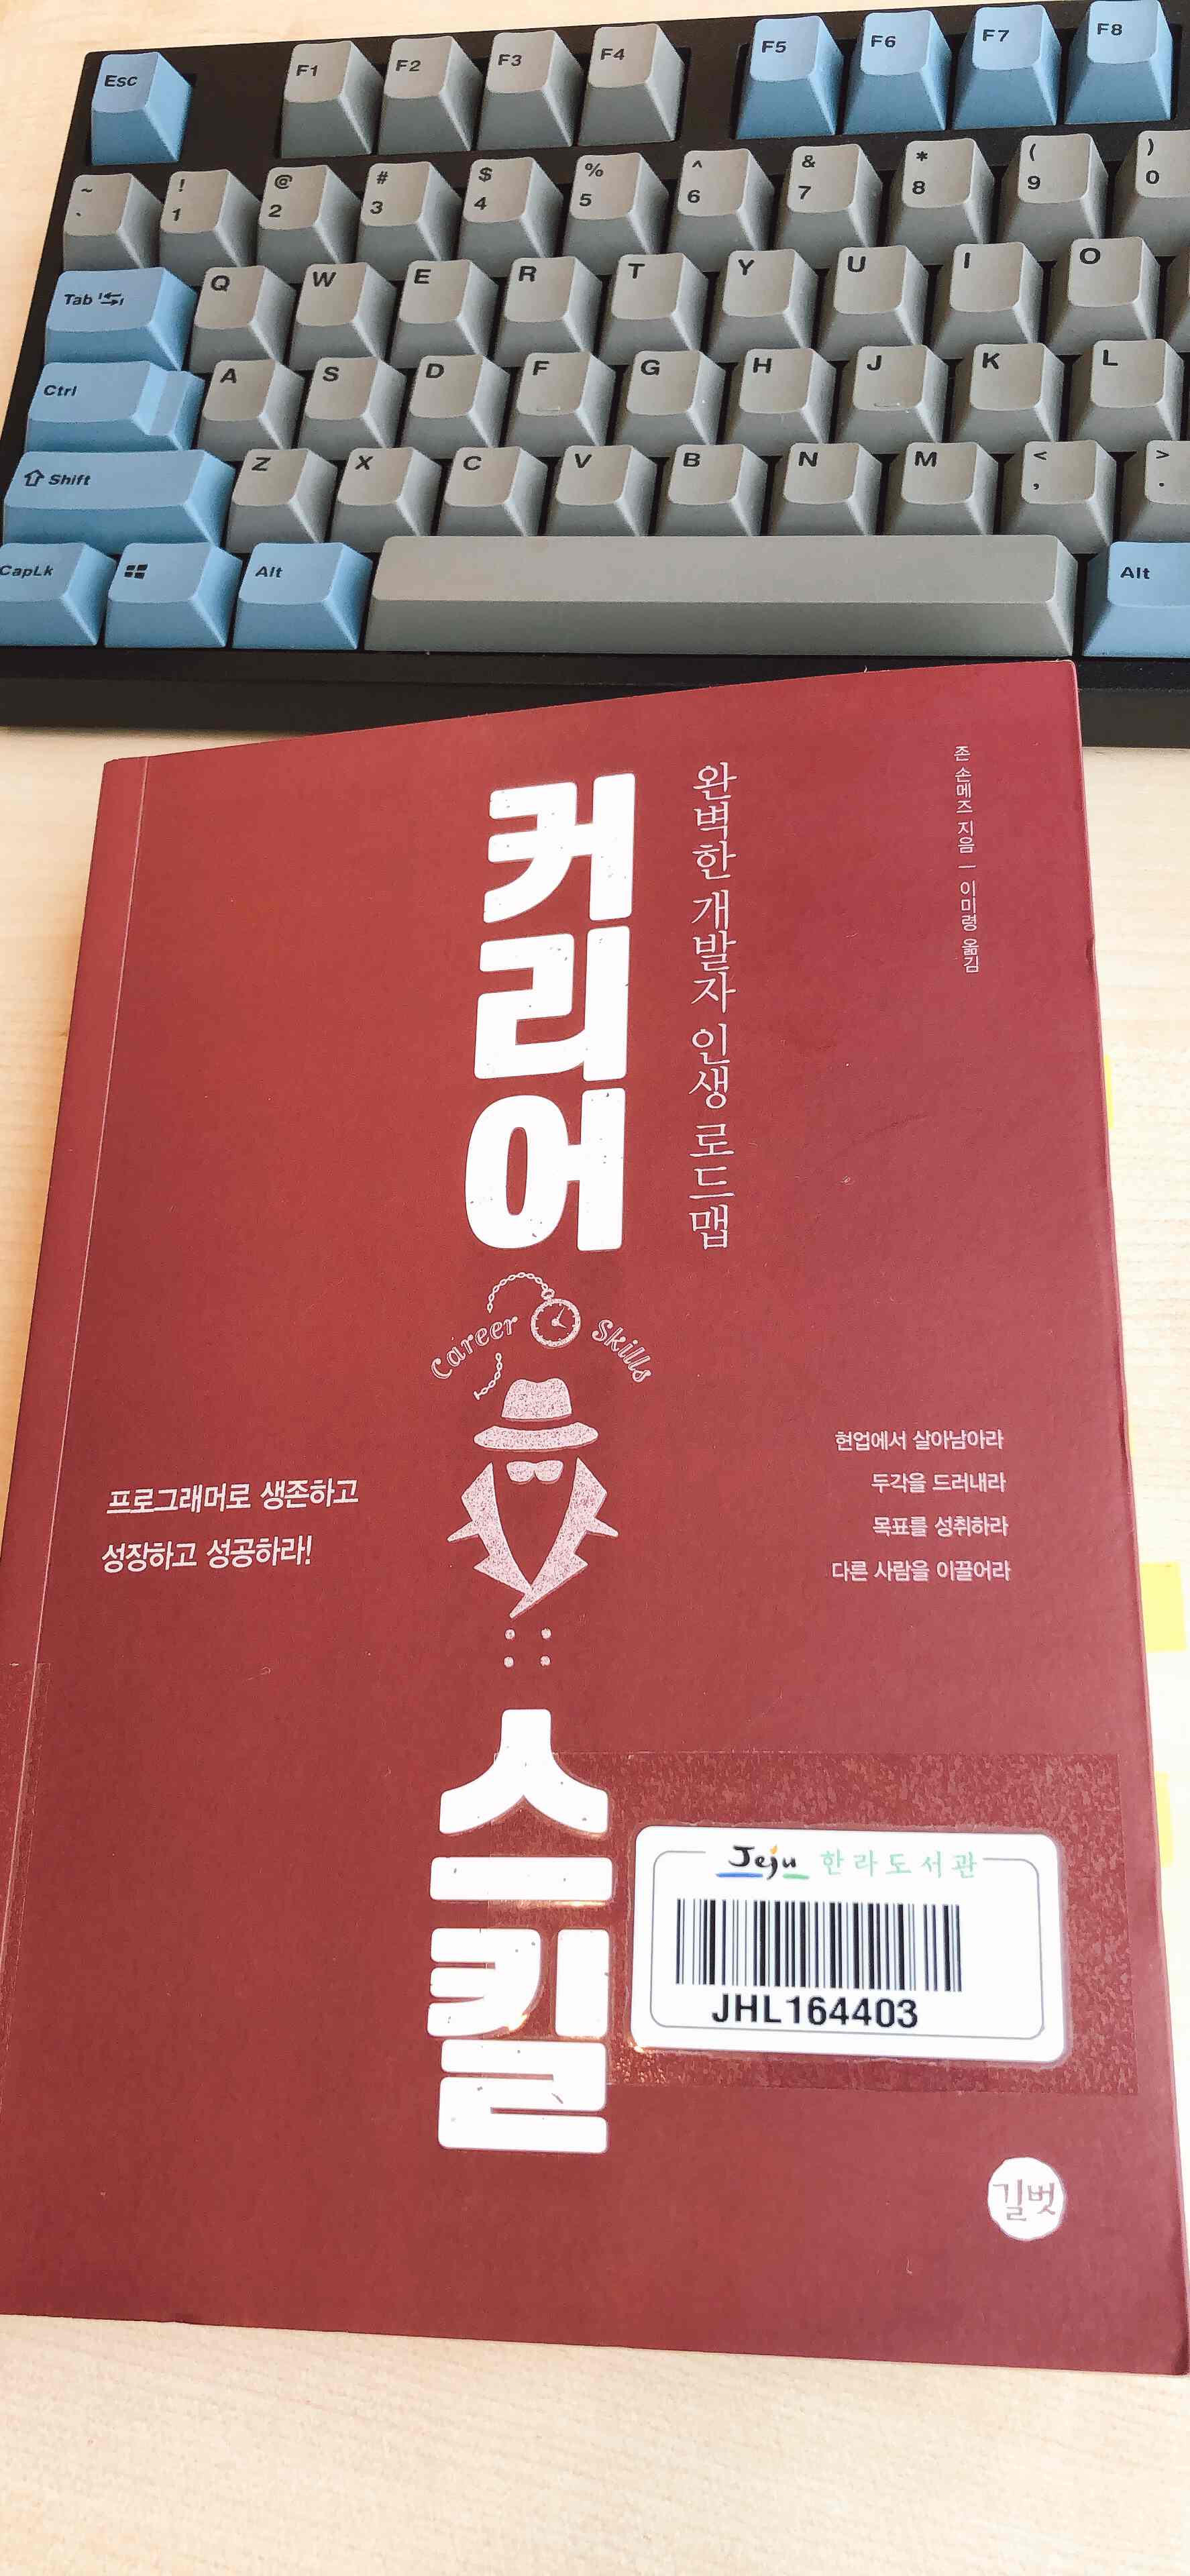 Esc F1 F2 F3 F4 F5 F6 F7 F8
~ ! @ # $ % ^ & * ( )
` 1 2 3 4 5 6 7 8 9 0
Tab Q W E R T Y U I O
Ctrl A S D F G H J K L
Shift Z X C V B N M < >
, .
CapLk Alt Alt
존 손메즈 지음 — 이미령 옮김
완벽한 개발자 인생 로드맵
커리어
Career Skills
스킬
프로그래머로 생존하고
성장하고 성공하라!
현업에서 살아남아라
두각을 드러내라
목표를 성취하라
다른 사람을 이끌어라
Jeju 한라도서관
JHL164403
길벗